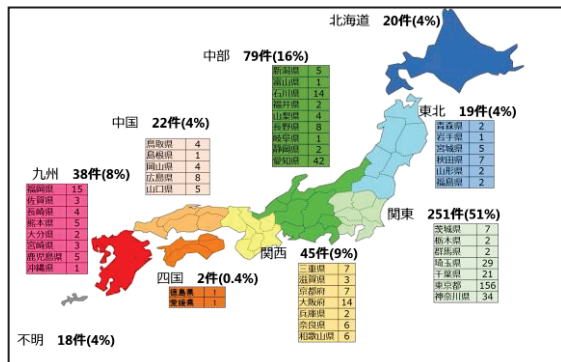 北海道 20件(4%)
中部 79件(16%)
新潟県 5
富山県 1
石川県 14
福井県 2
山梨県 4
長野県 8
岐阜県 1
静岡県 2
愛知県 42
東北 19件(4%)
青森県 2
岩手県 1
宮城県 5
秋田県 7
山形県 2
福島県 2
中国 22件(4%)
鳥取県 4
島根県 1
岡山県 4
広島県 8
山口県 5
九州 38件(8%)
福岡県 15
佐賀県 3
長崎県 4
熊本県 5
大分県 2
宮崎県 3
鹿児島県 5
沖縄県 1
関東
251件(51%)
茨城県 7
栃木県 2
群馬県 2
埼玉県 29
千葉県 21
東京都 156
神奈川県 34
関西 45件(9%)
三重県 7
滋賀県 3
京都府 7
大阪府 14
兵庫県 2
奈良県 6
和歌山県 6
四国 2件(0.4%)
徳島県 1
愛媛県 1
不明 18件(4%)